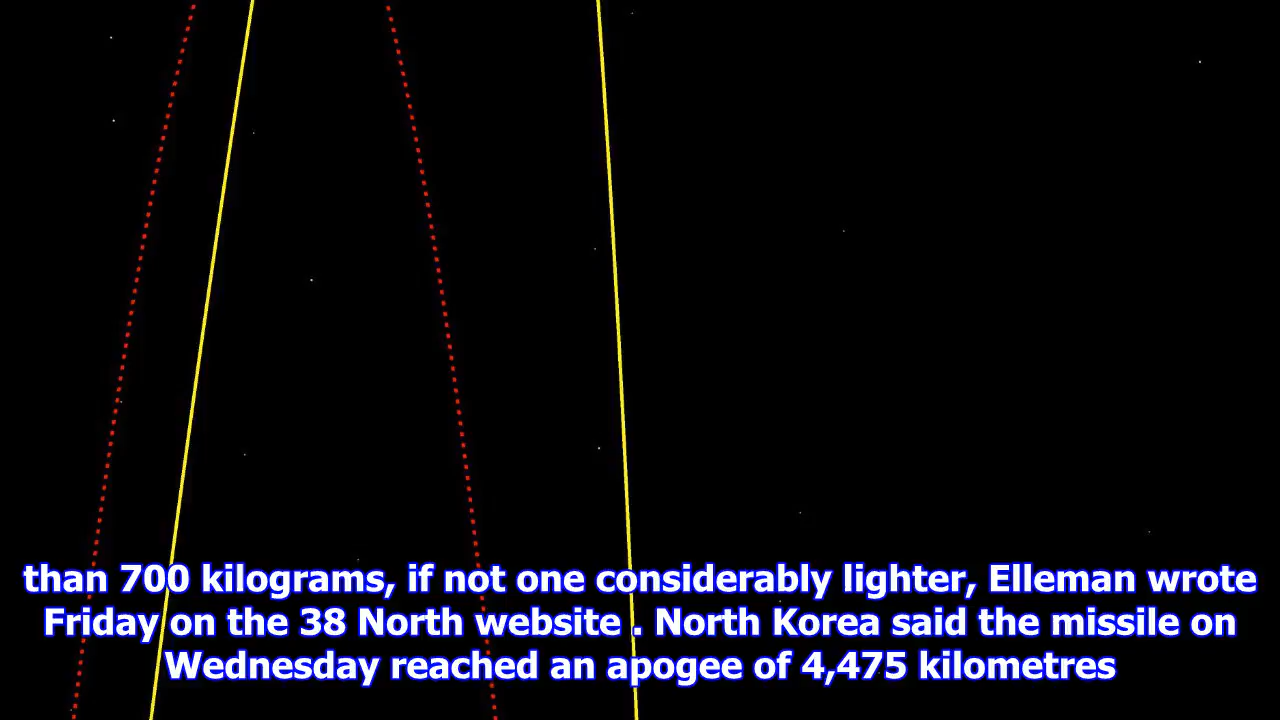 than 700 kilograms, if not one considerably lighter, Elleman wrote
Friday on the 38 North website . North Korea said the missile on
Wednesday reached an apogee of 4,475 kilometres